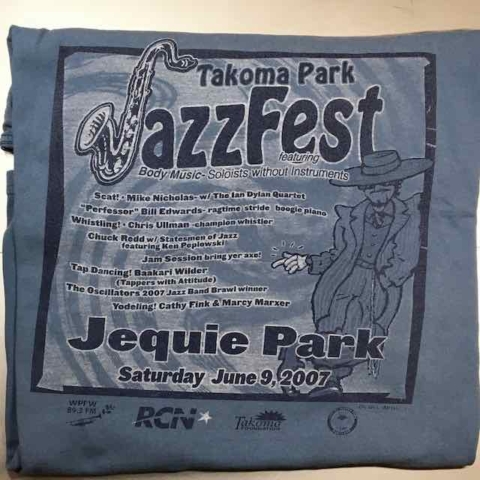 Takoma Park
JazzFest
featuring
Body Music - Soloists without Instruments
Scat! - Mike Nicholas - w/ The Ian Dylan Quartet
"Perfessor" Bill Edwards - ragtime stride boogie piano
Whistling! - Chris Ullman - champion whistler
Chuck Redd w/ Statesmen of Jazz
featuring Ken Peplowski
Jam Session bring yer axe!
Tap Dancing! Baakari Wilder
(Tappers with Attitude)
The Oscillators 2007 Jazz Band Brawl winner
Yodeling! Cathy Fink & Marcy Marxer
Jequie Park
Saturday June 9, 2007
WPFW
89.3 FM
RCN
Takoma